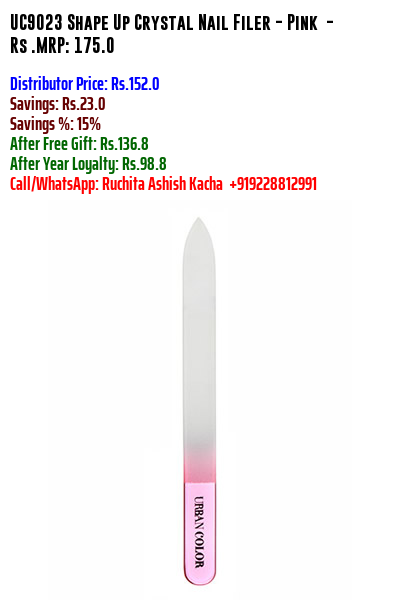 UC9023 Shape Up Crystal Nail Filer - Pink -
Rs .MRP: 175.0
Distributor Price: Rs.152.0
Savings: Rs.23.0
Savings %: 15%
After Free Gift: Rs.136.8
After Year Loyalty: Rs.98.8
Call/WhatsApp: Ruchita Ashish Kacha +919228812991
URBAN COLOR